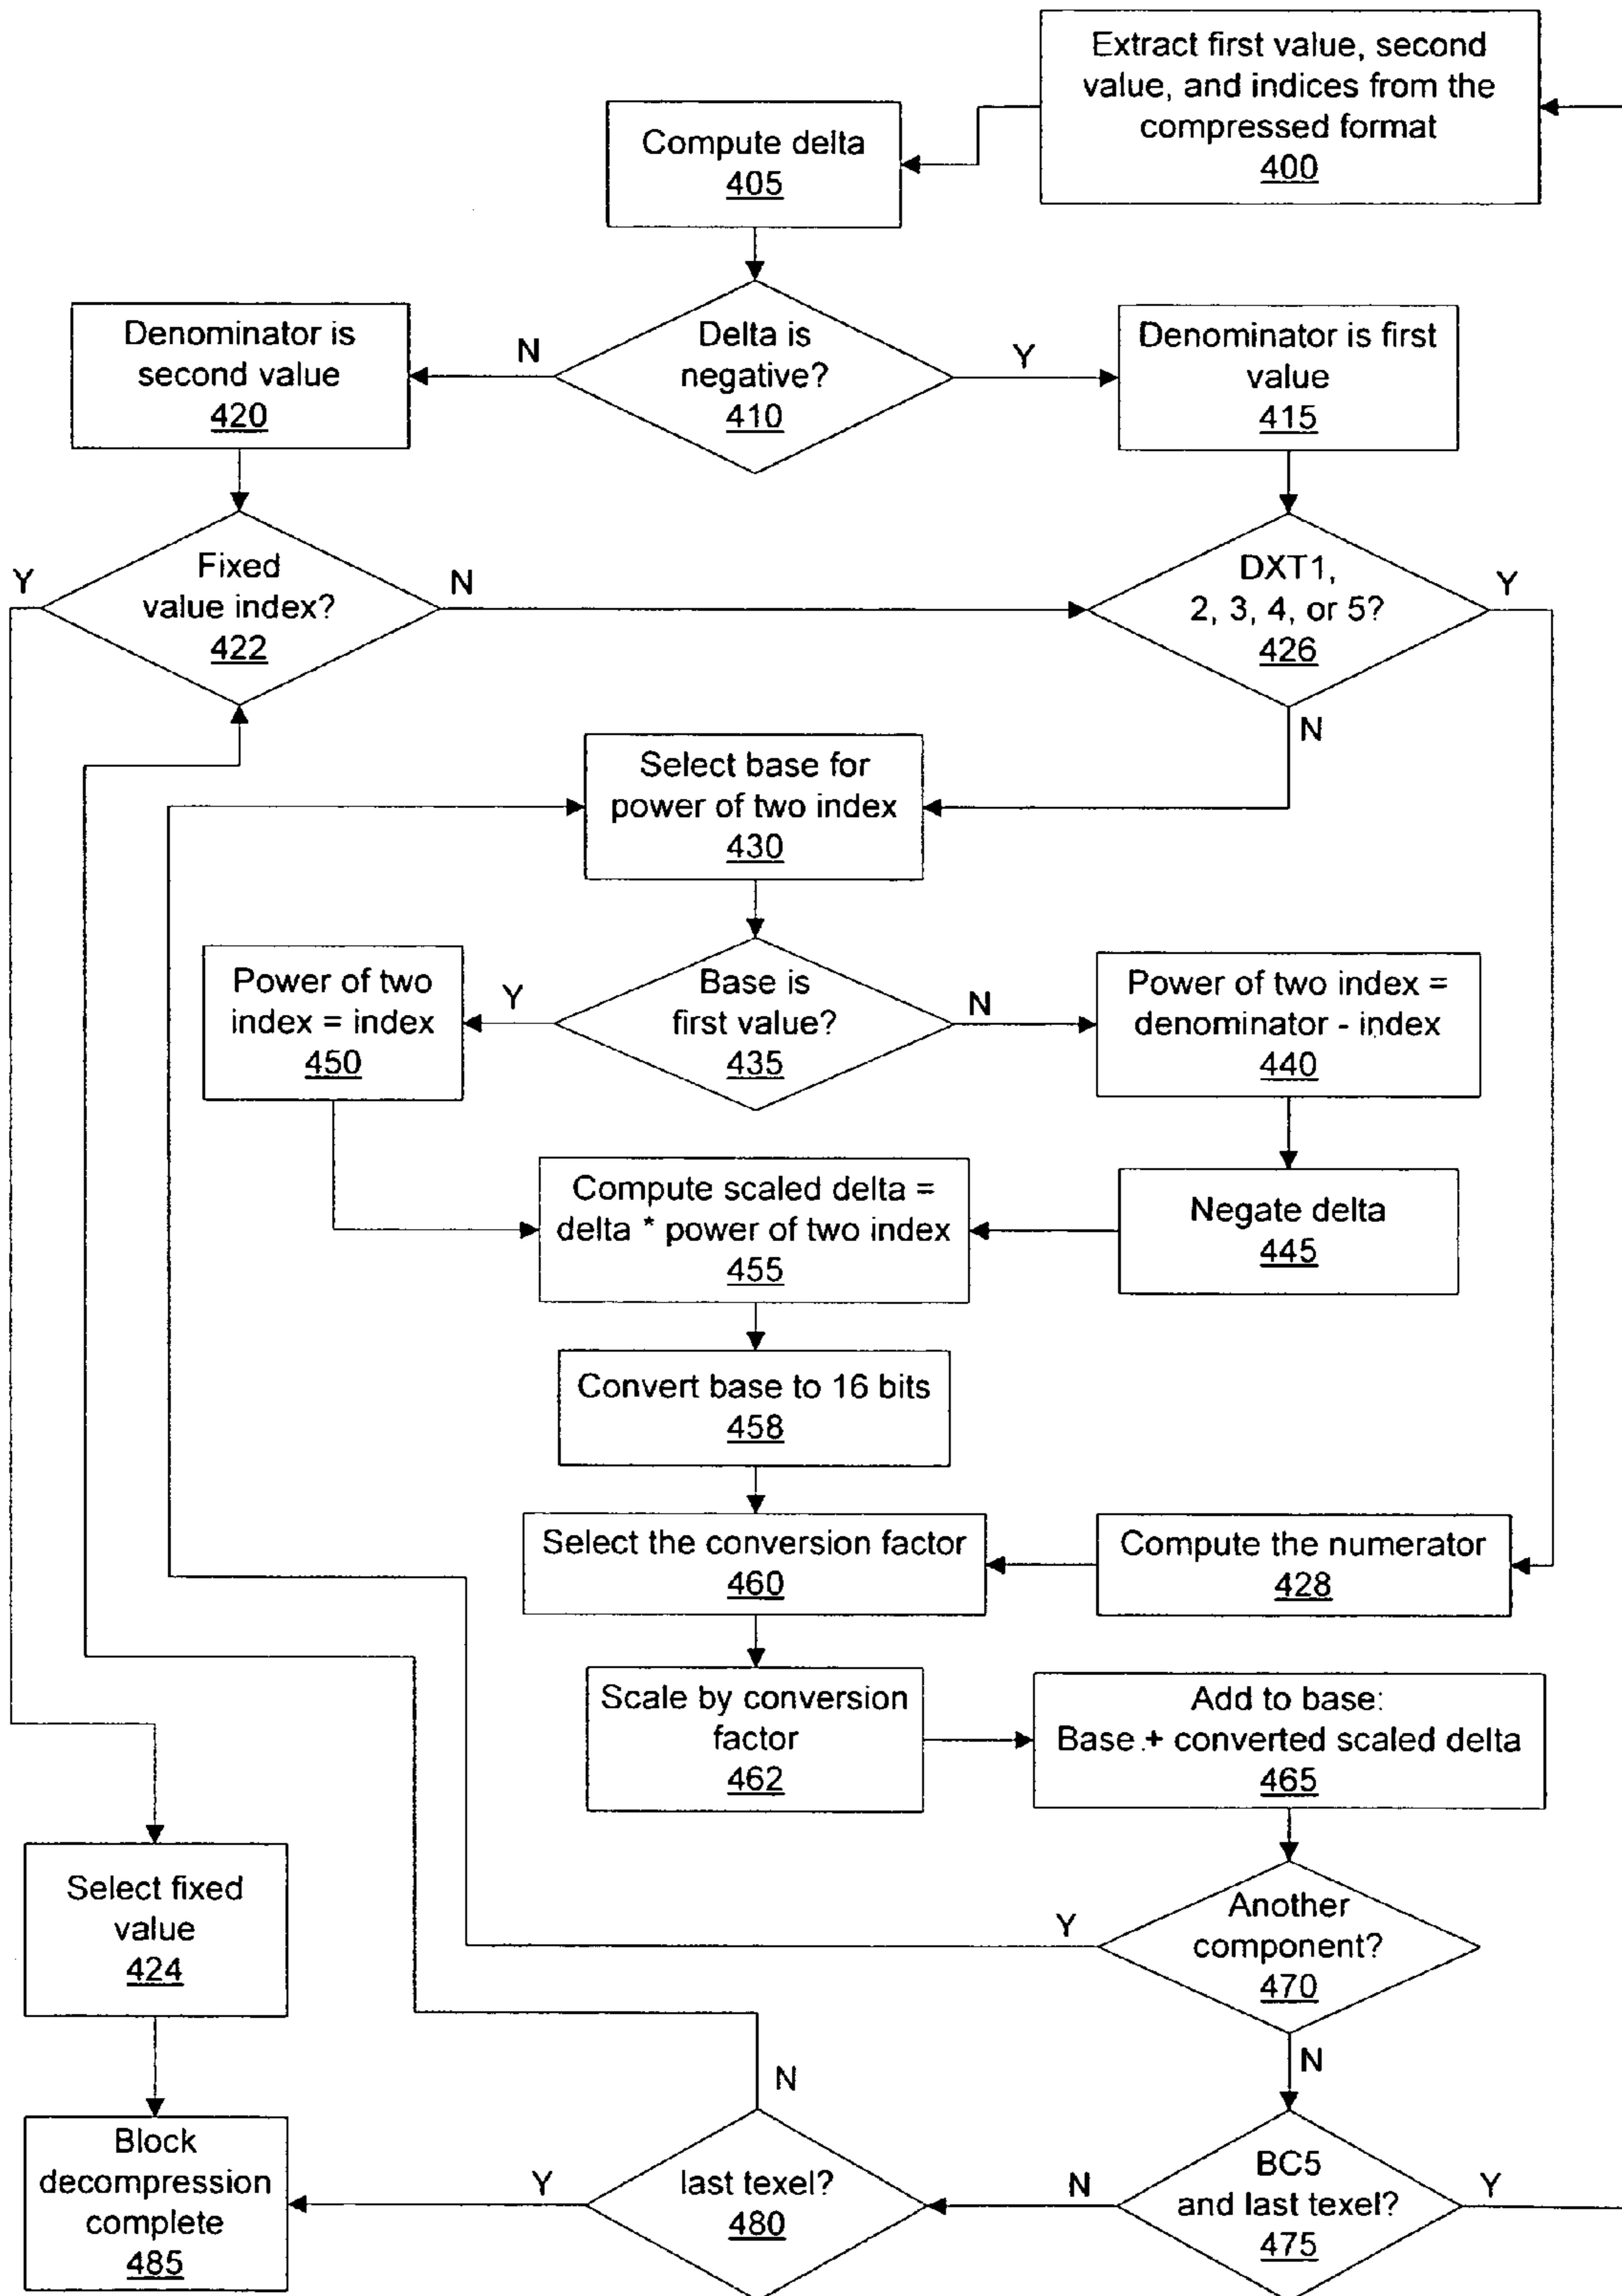 Extract first value, second
value, and indices from the
compressed format
400
Compute delta
405
Delta is
negative?
410
N
Y
Denominator is
second value
420
Denominator is first
value
415
Fixed
value index?
422
Y
N
DXT1,
2, 3, 4, or 5?
426
Y
N
Select base for
power of two index
430
Base is
first value?
435
Y
N
Power of two
index = index
450
Power of two index =
denominator - index
440
Negate delta
445
Compute scaled delta =
delta * power of two index
455
Convert base to 16 bits
458
Select the conversion factor
460
Compute the numerator
428
Scale by conversion
factor
462
Add to base:
Base + converted scaled delta
465
Select fixed
value
424
Another
component?
470
Y
N
BC5
and last texel?
475
N
Y
last texel?
480
N
Y
Block
decompression
complete
485